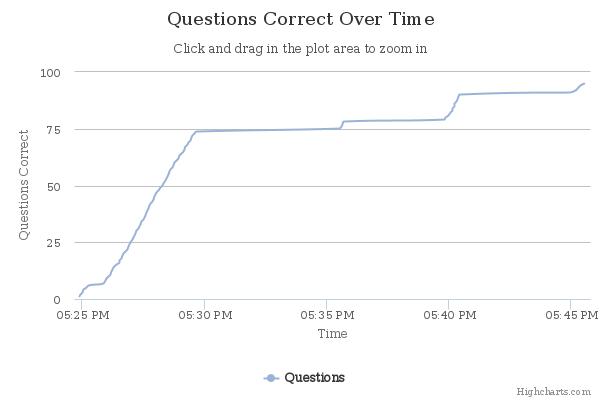 Questions Correct Over Time
Click and drag in the plot area to zoom in
Questions Correct
100
75
50
25
0
05:25 PM 05:30 PM 05:35 PM 05:40 PM 05:45 PM
Time
Questions
Highcharts.com